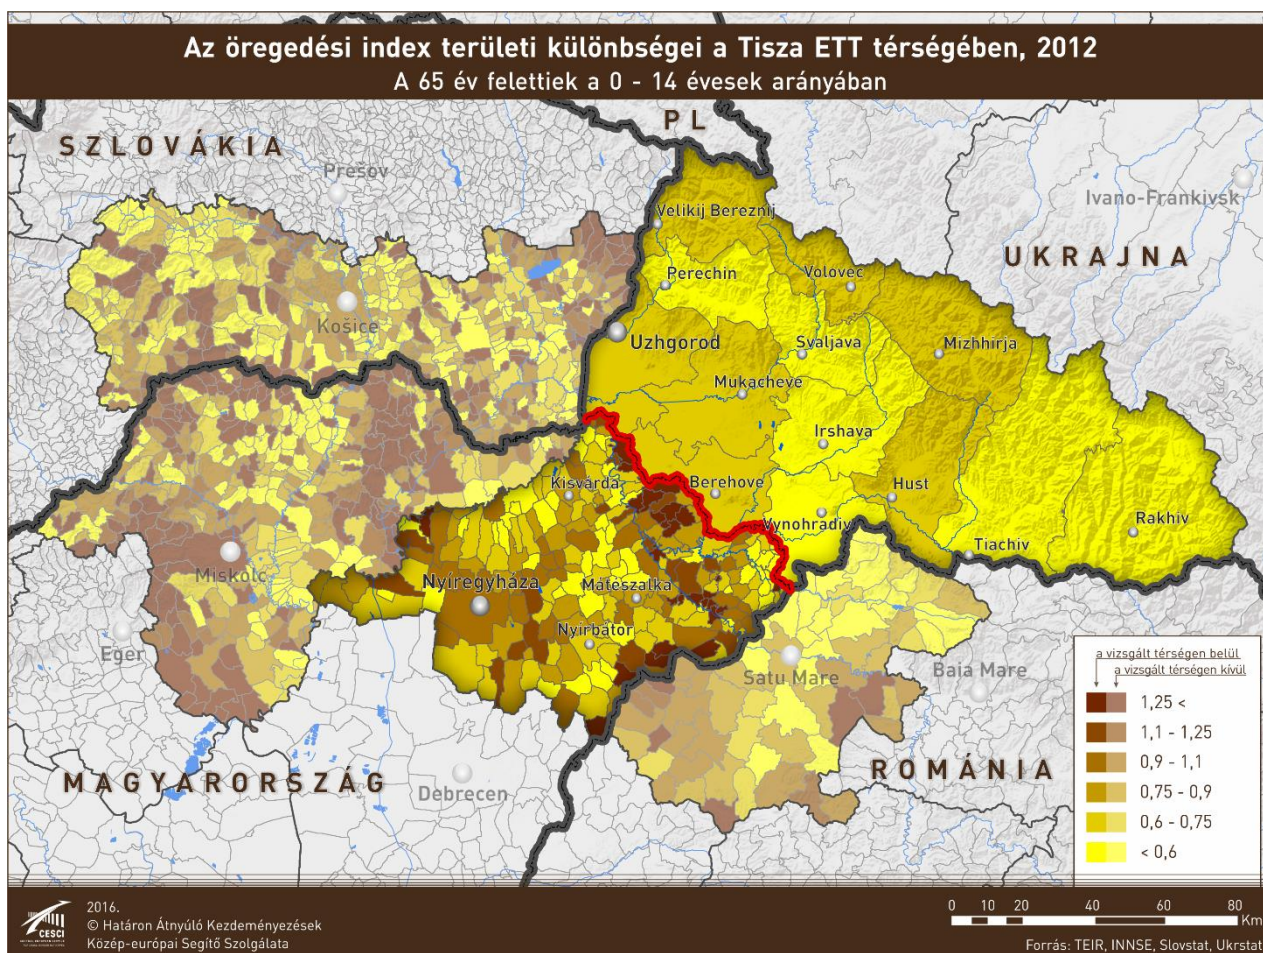 Az öregedési index területi különbségei a Tisza ETT térségében, 2012
A 65 év felettiek a 0 - 14 évesek arányában
PL
SZLOVÁKIA
Prešov
Ivano-Frankivsk
Velikij Bereznij
UKRAJNA
Perechin
Volovec
Košice
Uzhgorod
Svaljava
Mizhhirja
Mukacheve
Irshava
Kisvárda
Berehove
Hust
Vynohradiv
Rakhiv
Tiachiv
Miskolc
Nyíregyháza
Mátészalka
Nyírbátor
Eger
Satu Mare
Baia Mare
MAGYARORSZÁG
Debrecen
ROMÁNIA
a vizsgált térségen belül
a vizsgált térségen kívül
1,25 <
1,1 - 1,25
0,9 - 1,1
0,75 - 0,9
0,6 - 0,75
< 0,6
CESCI
2016.
© Határon Átnyúló Kezdeményezések
Közép-európai Segítő Szolgálata
0 10 20 40 60 80
Km
Forrás: TEIR, INNSE, Slovstat, Ukrstat